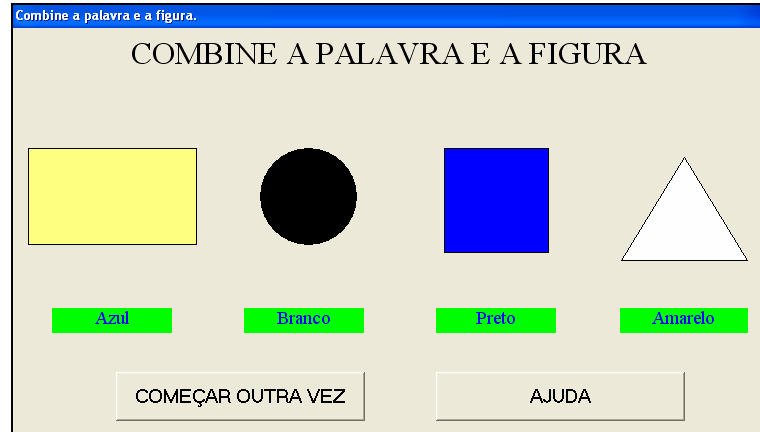 Combine a palavra e a figura.
COMBINE A PALAVRA E A FIGURA
Azul Branco Preto Amarelo
COMEÇAR OUTRA VEZ AJUDA